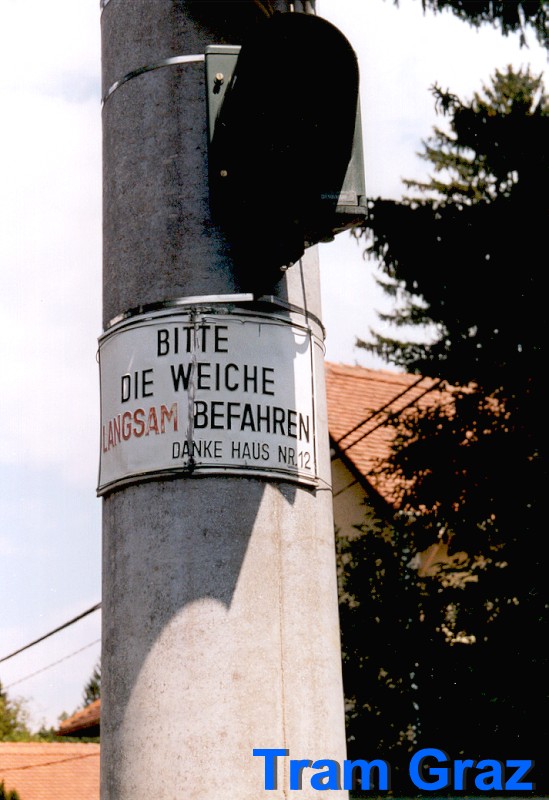 BITTE
DIE WEICHE
LANGSAM BEFAHREN
DANKE HAUS NR.12
Tram Graz